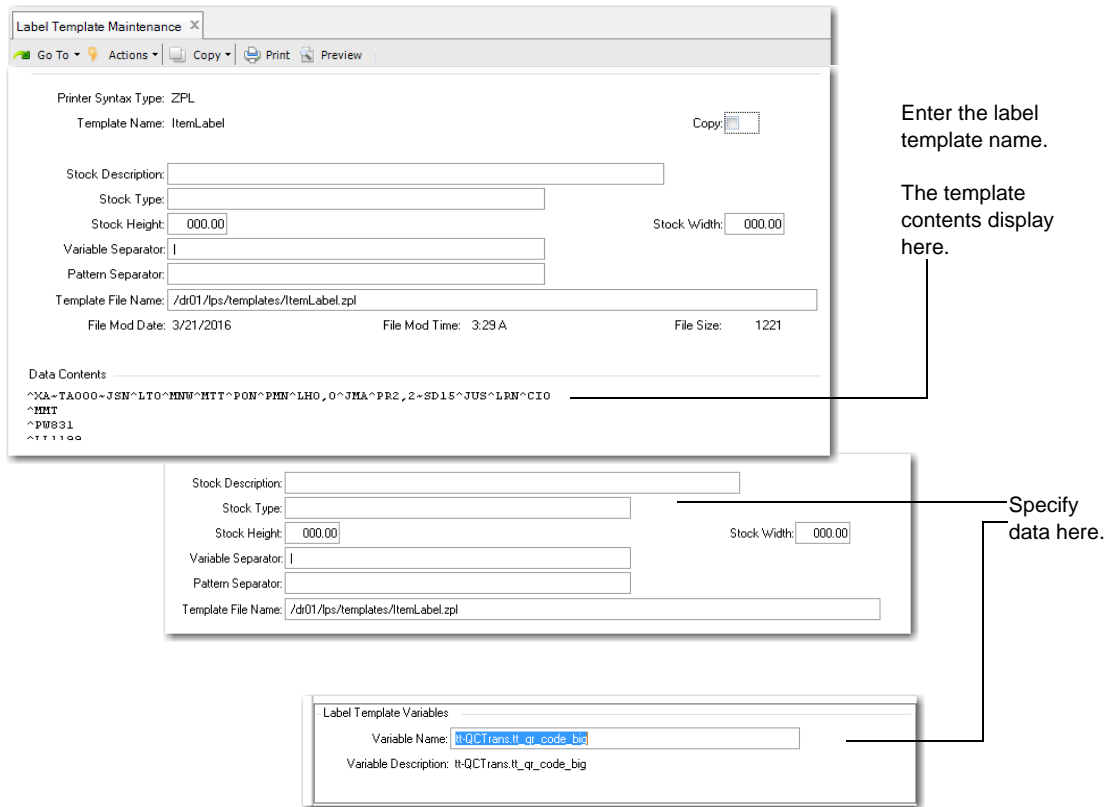 Label Template Maintenance X
Go To Actions Copy Print Preview
Printer Syntax Type: ZPL
Template Name: ItemLabel Copy:
Stock Description:
Stock Type:
Stock Height: 000.00 Stock Width: 000.00
Variable Separator:
Pattern Separator:
Template File Name: /dr01/lps/templates/ItemLabel.zpl
File Mod Date: 3/21/2016 File Mod Time: 3:29 A File Size: 1221
Data Contents
^XA~TA000~JSN^LT0^MNW^MTT^PON^PMN^LH0,0^JMA^PR2,2~SD15^JUS^LRN^CI0
^MMT
^PW831
^LL1199
Enter the label
template name.
The template
contents display
here.
Stock Description:
Stock Type:
Stock Height: 000.00 Stock Width: 000.00
Variable Separator:
Pattern Separator:
Template File Name: /dr01/lps/templates/ItemLabel.zpl
Specify
data here.
Label Template Variables
Variable Name: tt-QCTrans.tt_qr_code_big
Variable Description: tt-QCTrans.tt_qr_code_big